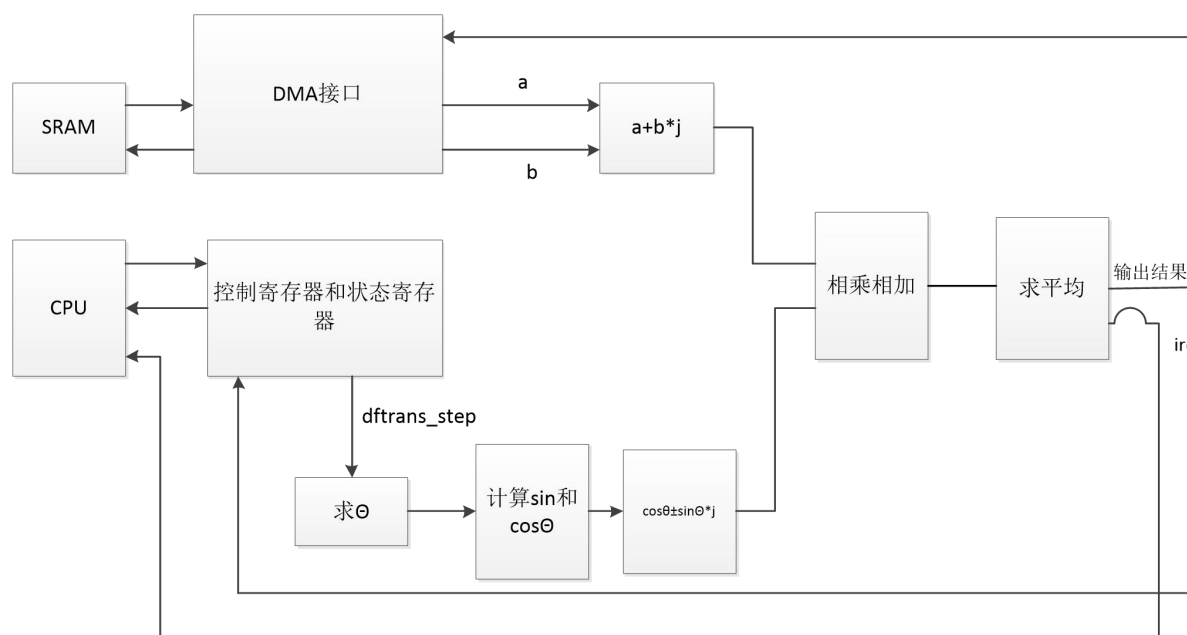 DMA接口
SRAM
a
b
a+b*j
CPU
控制寄存器和状态寄存
器
相乘相加
求平均
输出结果
dftrans_step
求Θ
计算sin和
cosΘ
cosθ±sinΘ*j